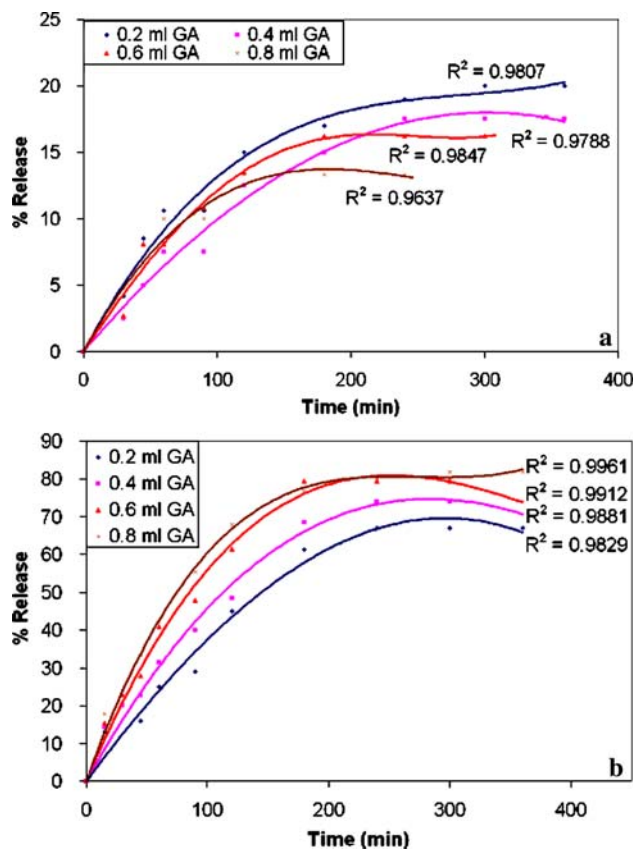 25
20
15
10
5
0
% Release
0.2 ml GA
0.4 ml GA
0.6 ml GA
0.8 ml GA
R² = 0.9807
R² = 0.9788
R² = 0.9847
R² = 0.9637
a
0 100 200 300 400
Time (min)
90
80
70
60
50
40
30
20
10
0
% Release
0.2 ml GA
0.4 ml GA
0.6 ml GA
0.8 ml GA
R² = 0.9961
R² = 0.9912
R² = 0.9881
R² = 0.9829
b
0 100 200 300 400
Time (min)